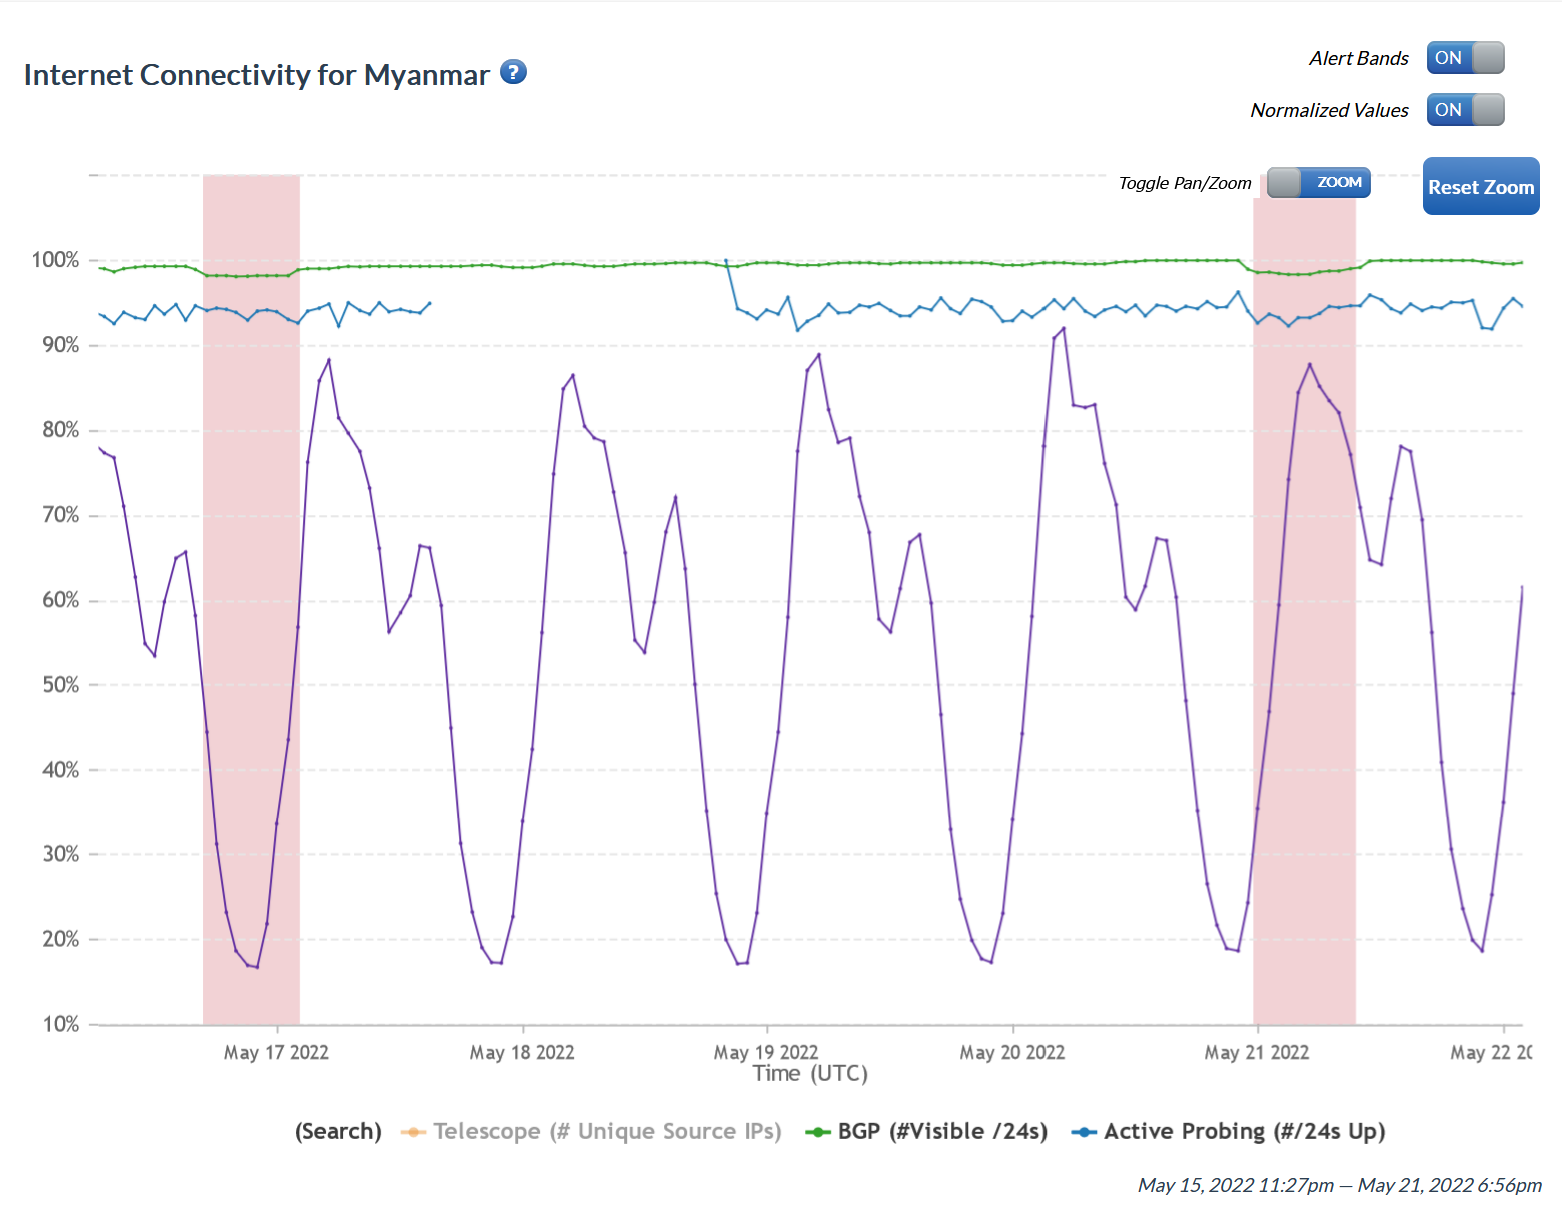 Alert Bands ON
Internet Connectivity for Myanmar ?
Normalized Values ON
Toggle Pan/Zoom ZOOM
Reset Zoom
100%
90%
80%
70%
60%
50%
40%
30%
20%
10%
May 17 2022 May 18 2022 May 19 2022 May 20 2022 May 21 2022 May 22 20
Time (UTC)
(Search) Telescope (# Unique Source IPs) BGP (#Visible /24s) Active Probing (#/24s Up)
May 15, 2022 11:27pm — May 21, 2022 6:56pm